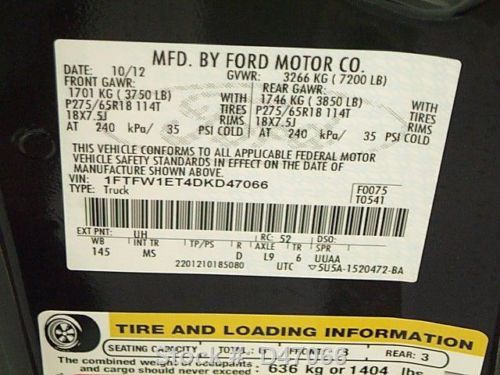 MFD. BY FORD MOTOR CO.
DATE: 10/12 GVWR: 3266 KG ( 7200 LB)
FRONT GAWR: REAR GAWR:
1701 KG ( 3750 LB) WITH 1746 KG ( 3850 LB) WITH
P275/65R18 114T TIRES P275/65R18 114T TIRES
18X7.5J RIMS 18X7.5J RIMS
AT 240 kPa/ 35 PSI COLD AT 240 kPa/ 35 PSI COLD
THIS VEHICLE CONFORMS TO ALL APPLICABLE FEDERAL MOTOR
VEHICLE SAFETY STANDARDS IN EFFECT ON THE DATE OF
MANUFACTURE SHOWN ABOVE.
VIN: 1FTFW1ET4DKD47066 F0075
TYPE: Truck T0541
EXT PNT: UH RC: 52 DSO:
WB INT TR TP/PS R AXLE TR SPR
145 MS D L9 6 UUAA
2201210185080 UTC 5U5A-1520472-BA
TIRE AND LOADING INFORMATION
SEATING CAPACITY TOTAL: REAR: 3
The combined weight of occupants
and cargo should never exceed 636 kg or 1404 lbs
Stock # D47066